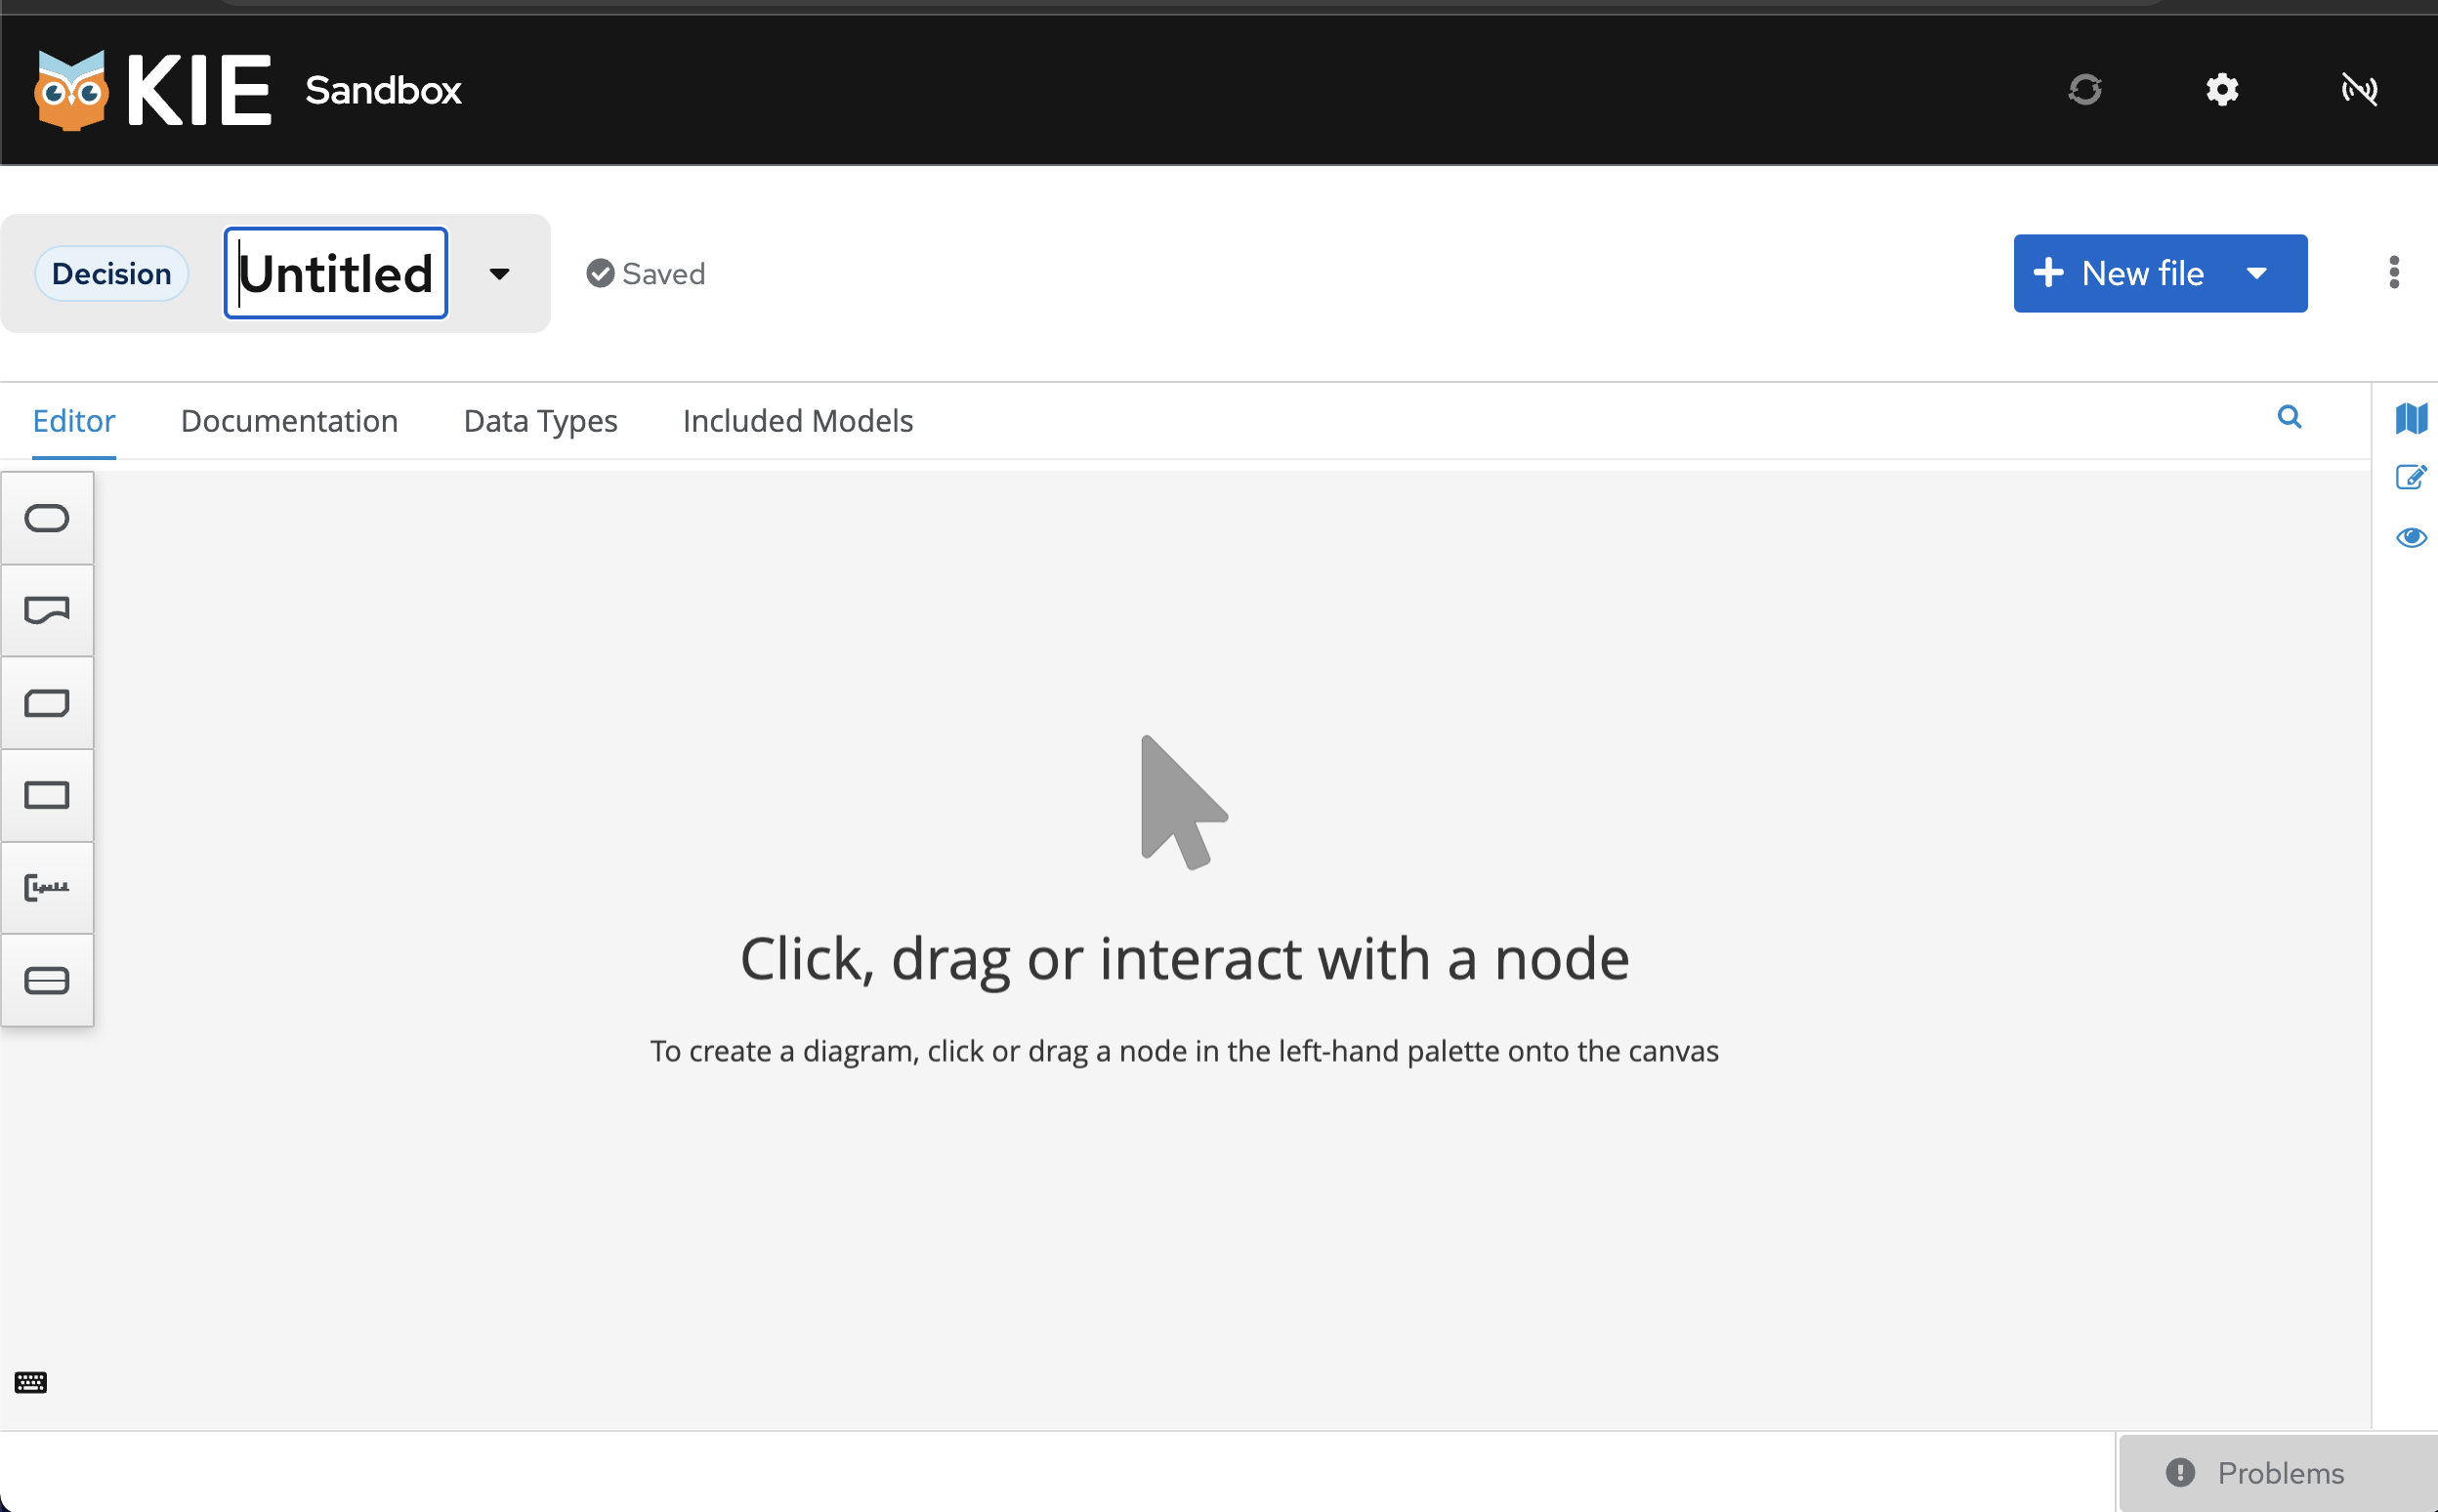 KIE Sandbox
Decision Untitled Saved New file
Editor Documentation Data Types Included Models
Click, drag or interact with a node
To create a diagram, click or drag a node in the left-hand palette onto the canvas
Problems